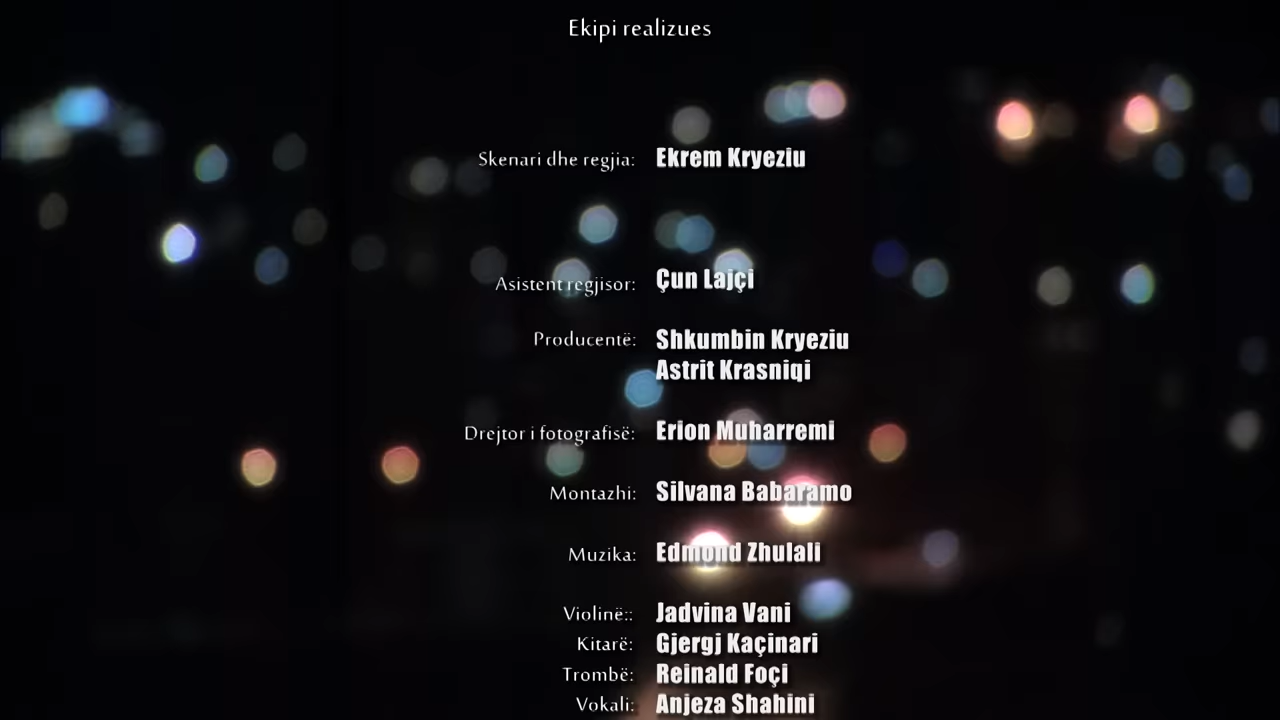 Ekipi realizues
Skenari dhe regjia: Ekrem Kryeziu
Asistent regjisor: Çun Lajçi
Producentë: Shkumbin Kryeziu
Astrit Krasniqi
Drejtor i fotografisë: Erion Muharremi
Montazhi: Silvana Babaramo
Muzika: Edmond Zhulali
Violinë:: Jadvina Vani
Kitarë: Gjergj Kaçinari
Trombë: Reinald Foçi
Vokali: Anjeza Shahini